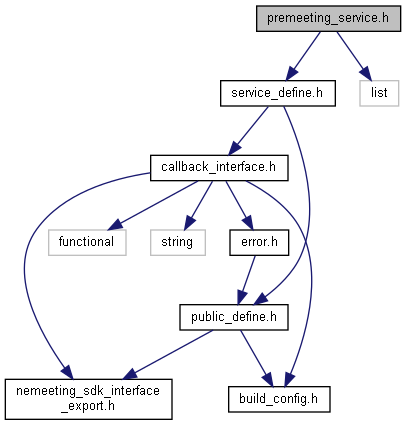 premeeting_service.h
service_define.h
list
callback_interface.h
functional
string
error.h
public_define.h
nemeeting_sdk_interface
_export.h
build_config.h